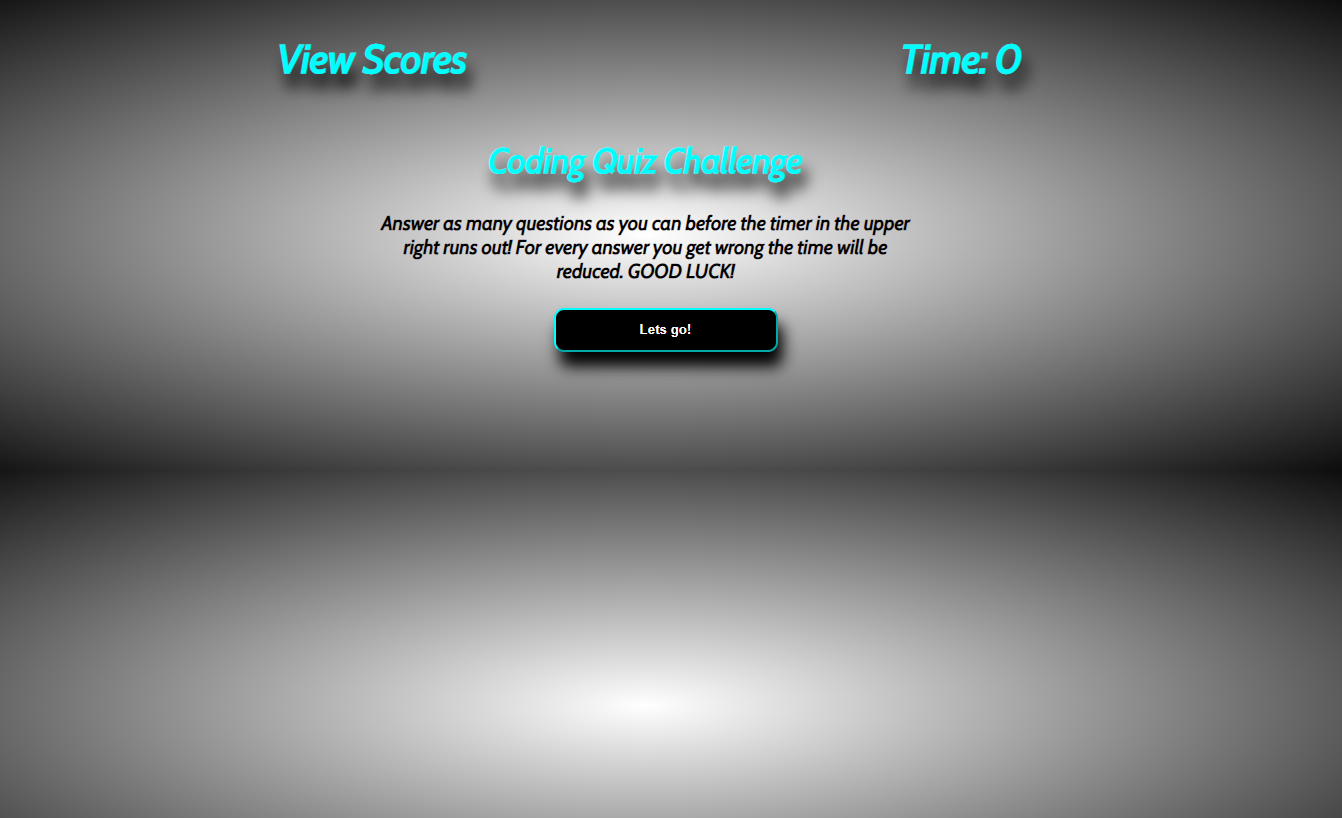 View Scores
Time: 0
Coding Quiz Challenge
Answer as many questions as you can before the timer in the upper
right runs out! For every answer you get wrong the time will be
reduced. GOOD LUCK!
Lets go!